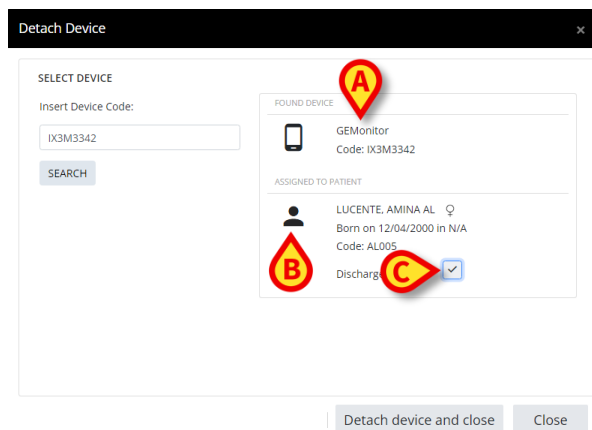 Detach Device
×
SELECT DEVICE
Insert Device Code:
IX3M3342
SEARCH
FOUND DEVICE
A
GEMonitor
Code: IX3M3342
ASSIGNED TO PATIENT
LUCENTE, AMINA AL ♀
Born on 12/04/2000 in N/A
Code: AL005
B
Discharge
C
Detach device and close
Close